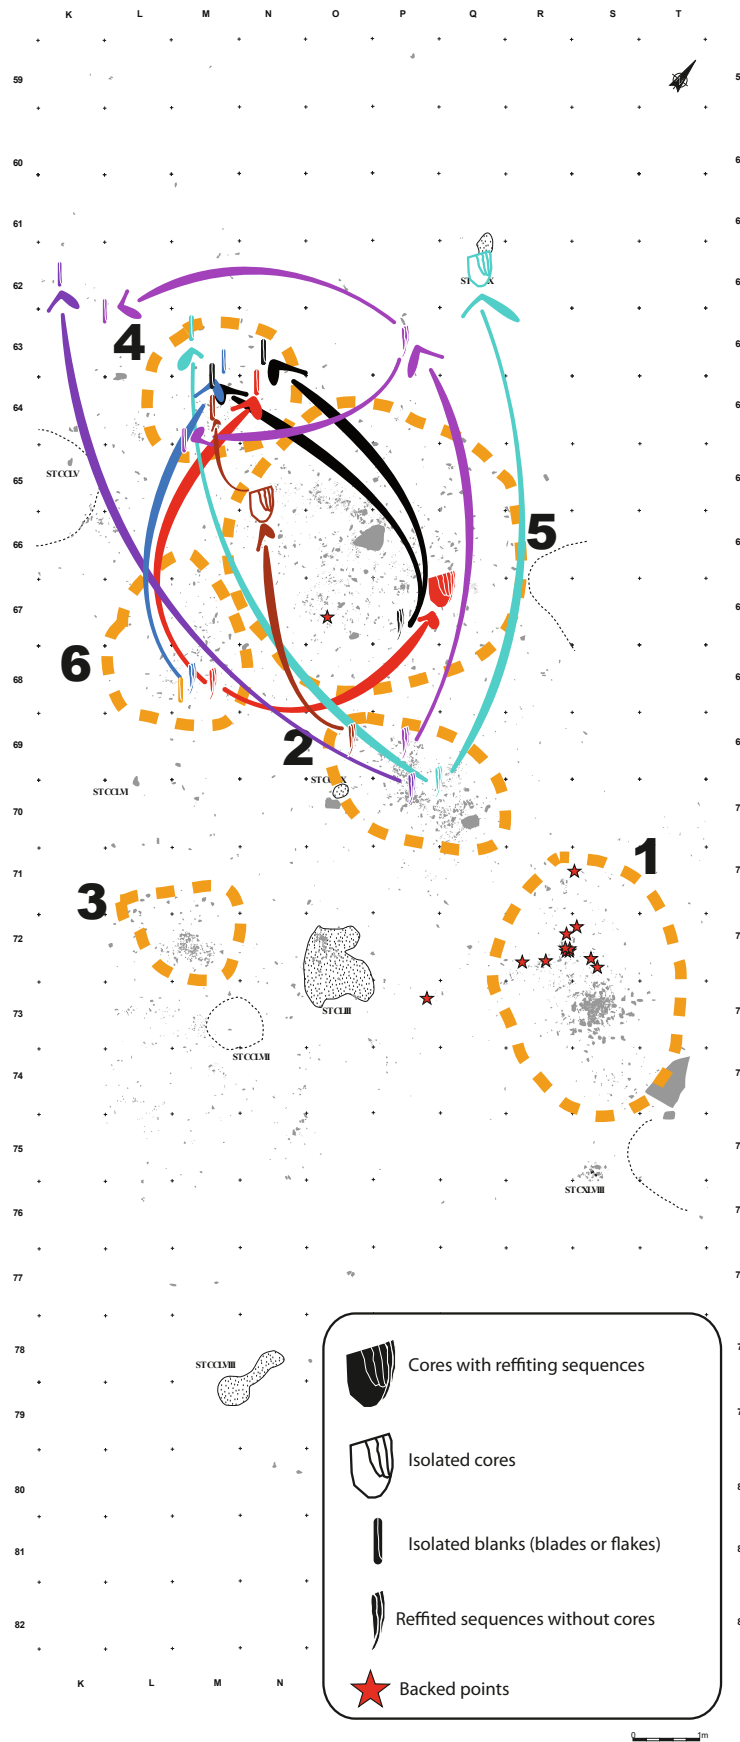 K L M N O P Q R S T
59
60
61
62
ST X
4
63
64
STCCLV
65
66
5
67
6
68
2
69
STCCLVI
70
1
71
3
72
STCLIII
73
STCCLVII
74
75
STCXLVIII
76
77
78
STCCLVIII
79
80
81
82
K L M N
Cores with reffiting sequences
Isolated cores
Isolated blanks (blades or flakes)
Reffited sequences without cores
Backed points
0 1m